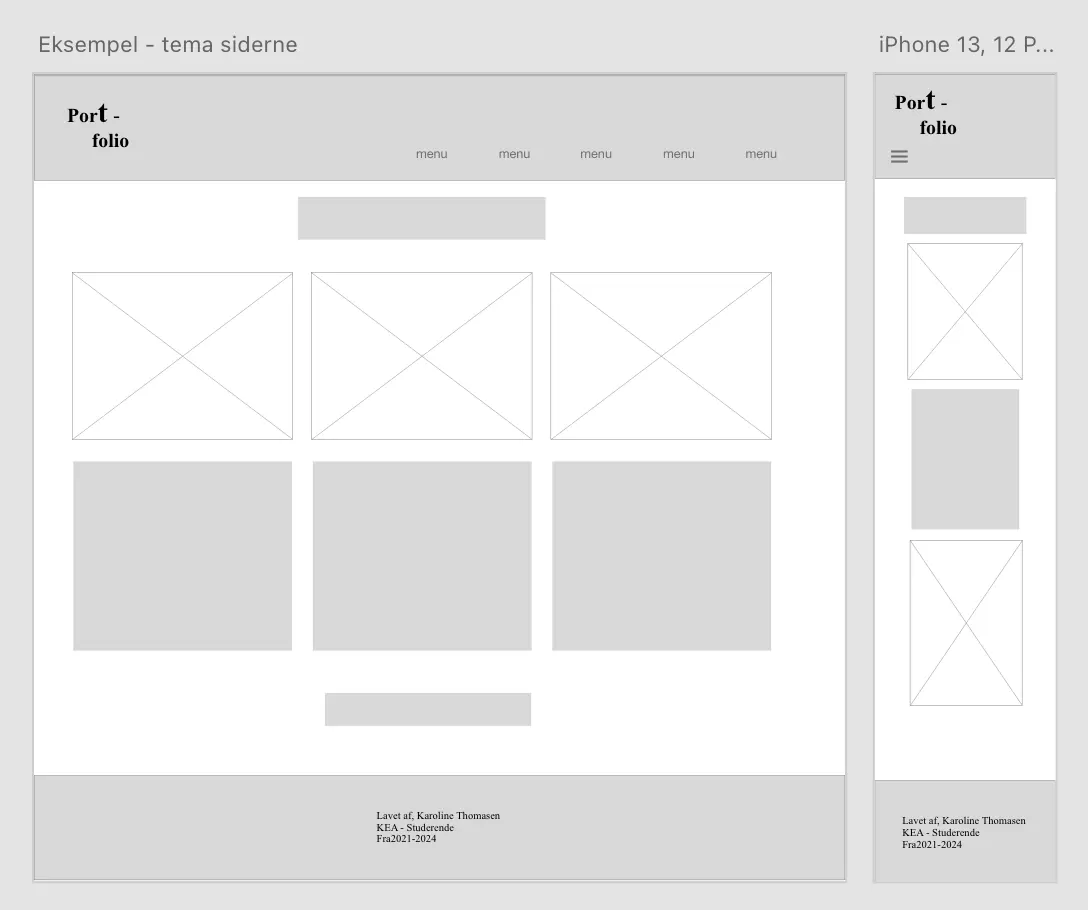 Eksempel - tema siderne
Port -
folio
menu menu menu menu menu
Lavet af, Karoline Thomasen
KEA - Studerende
Fra2021-2024
iPhone 13, 12 P...
Port -
folio
Lavet af, Karoline Thomasen
KEA - Studerende
Fra2021-2024